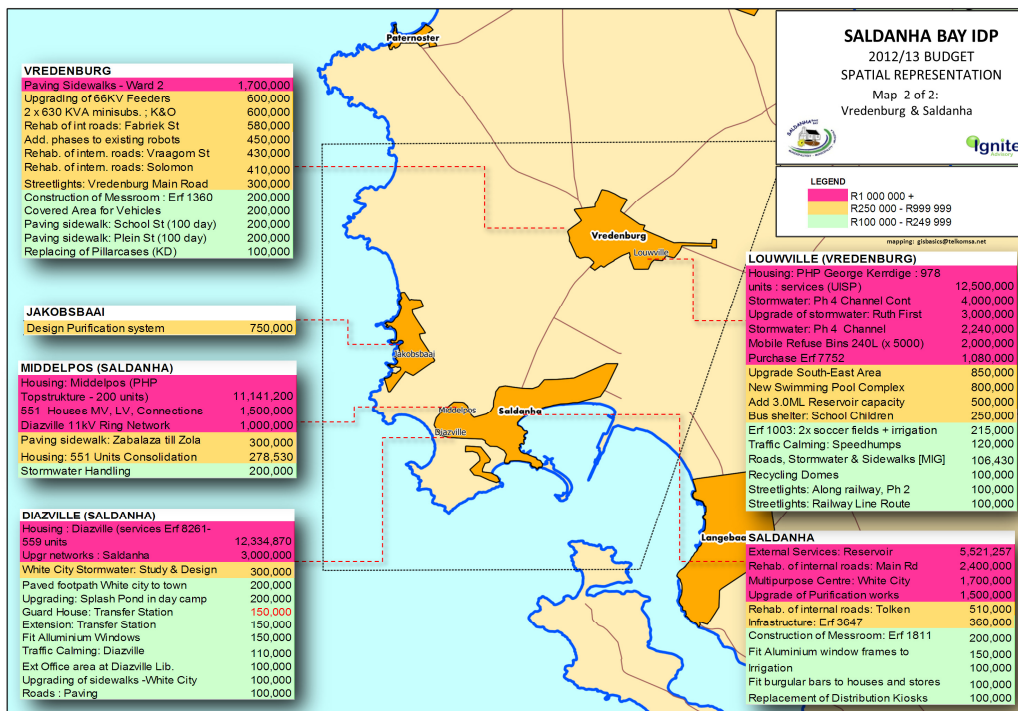 SALDANHA BAY IDP
2012/13 BUDGET
SPATIAL REPRESENTATION
Map 2 of 2:
Vredenburg & Saldanha
SALDANHA
Ignite
advisory
LEGEND
R1 000 000 +
R250 000 - R999 999
R100 000 - R249 999
mapping: gisbasics@telkomsa.net
Paternoster
Vredenburg
Louwville
Jakobsbaai
Middelpos
Saldanha
Diazville
Langebaa
VREDENBURG
Paving Sidewalks - Ward 2 1,700,000
Upgrading of 66KV Feeders 600,000
2 x 630 KVA minisubs. ; K&O 600,000
Rehab of int roads: Fabriek St 580,000
Add. phases to existing robots 450,000
Rehab. of intern. roads: Vraagom St 430,000
Rehab. of intern. roads: Solomon 410,000
Streetlights: Vredenburg Main Road 300,000
Construction of Messroom : Erf 1360 200,000
Covered Area for Vehicles 200,000
Paving sidewalk: School St (100 day) 200,000
Paving sidewalk: Plein St (100 day) 200,000
Replacing of Pillarcases (KD) 100,000
JAKOBSBAAI
Design Purification system 750,000
MIDDELPOS (SALDANHA)
Housing: Middelpos (PHP
Topstrukture - 200 units) 11,141,200
551 Houses MV, LV, Connections 1,500,000
Diazville 11kV Ring Network 1,000,000
Paving sidewalk: Zabalaza till Zola 300,000
Housing: 551 Units Consolidation 278,530
Stormwater Handling 200,000
DIAZVILLE (SALDANHA)
Housing : Diazville (services Erf 8261-
559 units 12,334,870
Upgr networks : Saldanha 3,000,000
White City Stormwater: Study & Design 300,000
Paved footpath White city to town 200,000
Upgrading: Splash Pond in day camp 200,000
Guard House: Transfer Station 150,000
Extension: Transfer Station 150,000
Fit Alluminium Windows 150,000
Traffic Calming: Diazville 110,000
Ext Office area at Diazville Lib. 100,000
Upgrading of sidewalks -White City 100,000
Roads : Paving 100,000
LOUWVILLE (VREDENBURG)
Housing: PHP George Kerrdige : 978
units : services (UISP) 12,500,000
Stormwater: Ph 4 Channel Cont 4,000,000
Upgrade of stormwater: Ruth First 3,000,000
Stormwater: Ph 4 Channel 2,240,000
Mobile Refuse Bins 240L (x 5000) 2,000,000
Purchase Erf 7752 1,080,000
Upgrade South-East Area 850,000
New Swimming Pool Complex 800,000
Add 3.0ML Reservoir capacity 500,000
Bus shelter: School Children 250,000
Erf 1003: 2x soccer fields + irrigation 215,000
Traffic Calming: Speedhumps 120,000
Roads, Stormwater & Sidewalks [MIG] 106,430
Recycling Domes 100,000
Streetlights: Along railway, Ph 2 100,000
Streetlights: Railway Line Route 100,000
SALDANHA
External Services: Reservoir 5,521,257
Rehab. of internal roads: Main Rd 2,400,000
Multipurpose Centre: White City 1,700,000
Upgrade of Purification works 1,500,000
Rehab. of internal roads: Tolken 510,000
Infrastructure: Erf 3647 360,000
Construction of Messroom: Erf 1811 200,000
Fit Aluminium window frames to 150,000
Irrigation 100,000
Fit burgular bars to houses and stores 100,000
Replacement of Distribution Kiosks 100,000